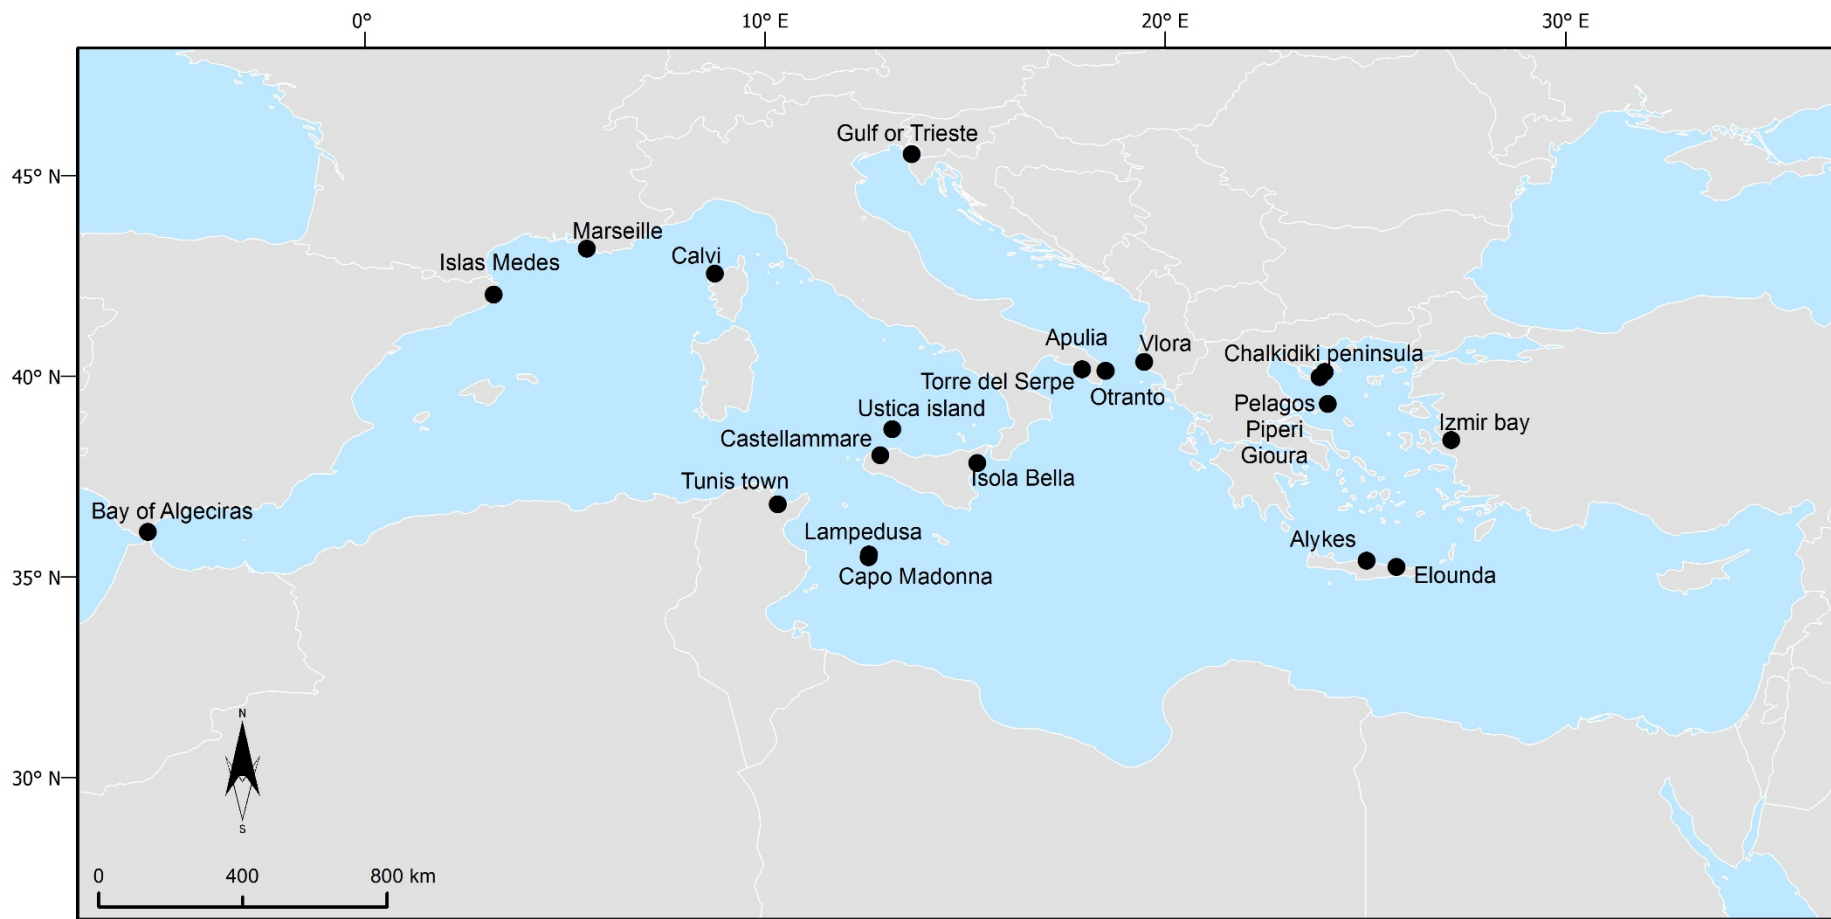 0°
10° E
20° E
30° E
Gulf or Trieste
45° N
Marseille
Islas Medes
Calvi
Apulia
Vlora
Chalkidiki peninsula
40° N
Torre del Serpe
Otranto
Ustica island
Pelagos
Piperi
Gioura
Izmir bay
Castellammare
Isola Bella
Tunis town
Bay of Algeciras
Lampedusa
Alykes
35° N
Capo Madonna
Elounda
N
30° N
S
0
400
800 km